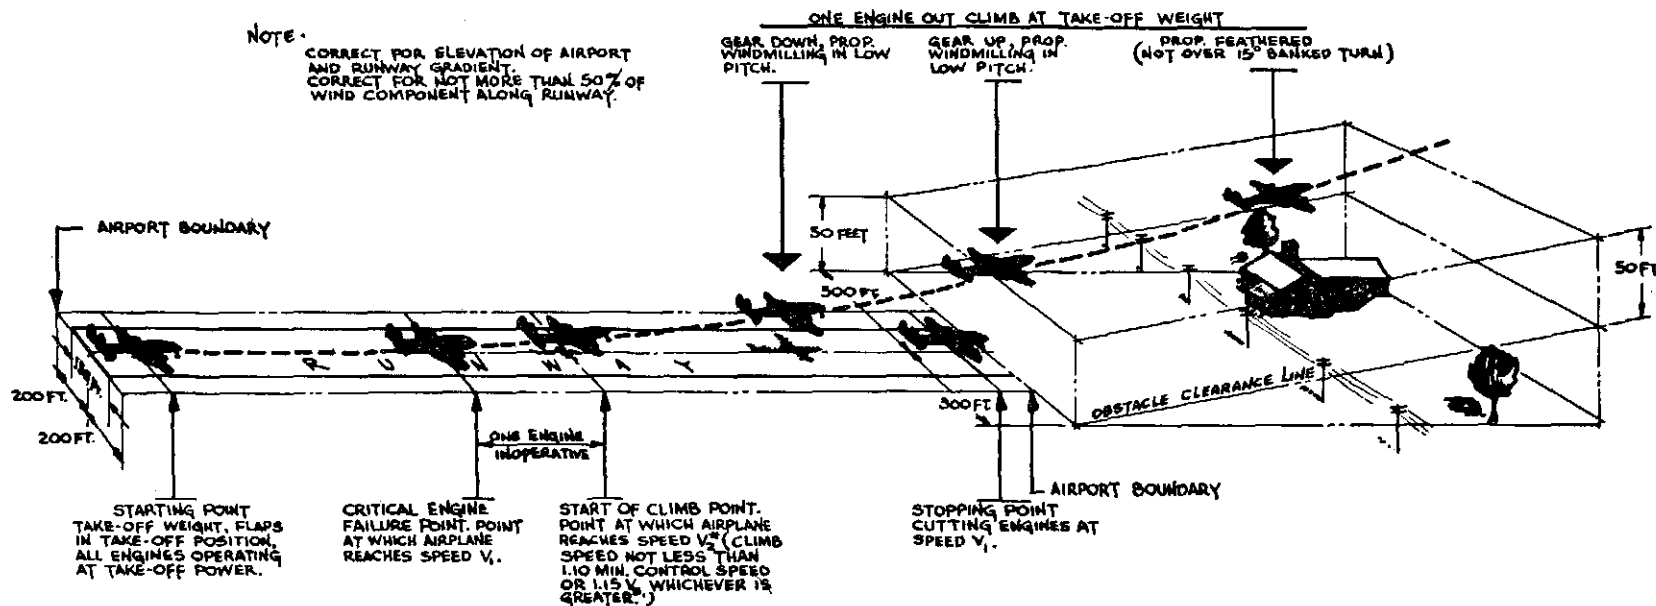 ONE ENGINE OUT CLIMB AT TAKE-OFF WEIGHT
NOTE.
CORRECT FOR ELEVATION OF AIRPORT
AND RUNWAY GRADIENT.
CORRECT FOR NOT MORE THAN 50% OF
WIND COMPONENT ALONG RUNWAY.
GEAR DOWN, PROP.
WINDMILLING IN LOW
PITCH.
GEAR UP, PROP.
WINDMILLING IN
LOW PITCH.
PROP. FEATHERED
(NOT OVER 15° BANKED TURN)
AIRPORT BOUNDARY
50 FEET
50 FT.
500 FT.
RUNWAY
200 FT.
200 FT.
300 FT.
OBSTACLE CLEARANCE LINE
ONE ENGINE
INOPERATIVE
AIRPORT BOUNDARY
STARTING POINT
TAKE-OFF WEIGHT, FLAPS
IN TAKE-OFF POSITION,
ALL ENGINES OPERATING
AT TAKE-OFF POWER.
CRITICAL ENGINE
FAILURE POINT. POINT
AT WHICH AIRPLANE
REACHES SPEED V₁.
START OF CLIMB POINT.
POINT AT WHICH AIRPLANE
REACHES SPEED V₂* (CLIMB
SPEED NOT LESS THAN
1.10 MIN. CONTROL SPEED
OR 1.15 WHICHEVER IS
GREATER.)
STOPPING POINT
CUTTING ENGINES AT
SPEED V₁.